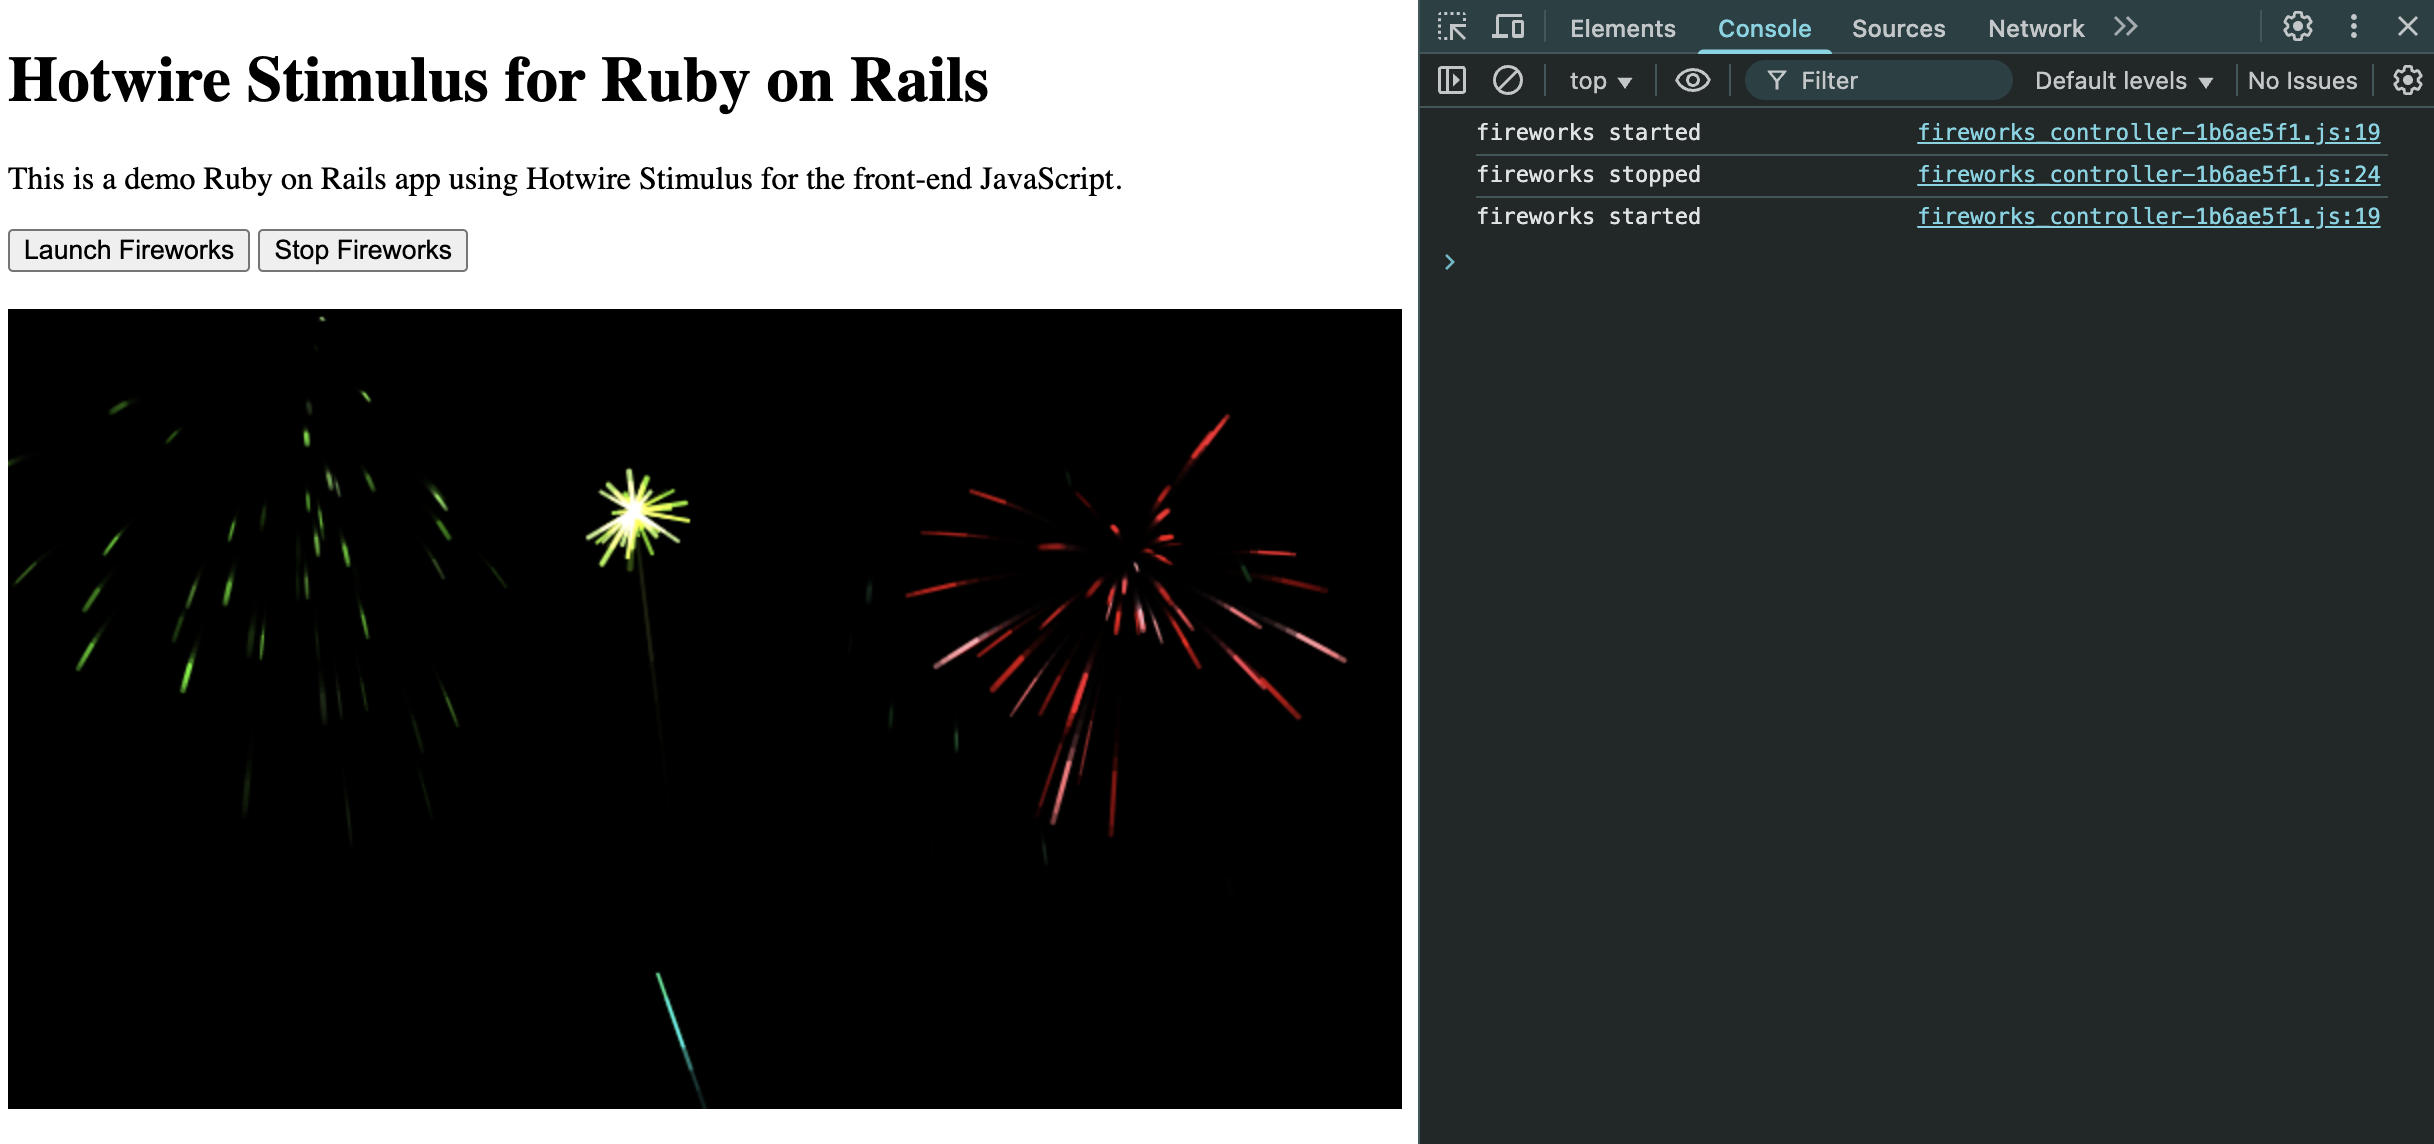 Hotwire Stimulus for Ruby on Rails
This is a demo Ruby on Rails app using Hotwire Stimulus for the front-end JavaScript.
Launch Fireworks Stop Fireworks
Elements Console Sources Network
top Filter Default levels No Issues
fireworks started fireworks_controller-1b6ae5f1.js:19
fireworks stopped fireworks_controller-1b6ae5f1.js:24
fireworks started fireworks_controller-1b6ae5f1.js:19